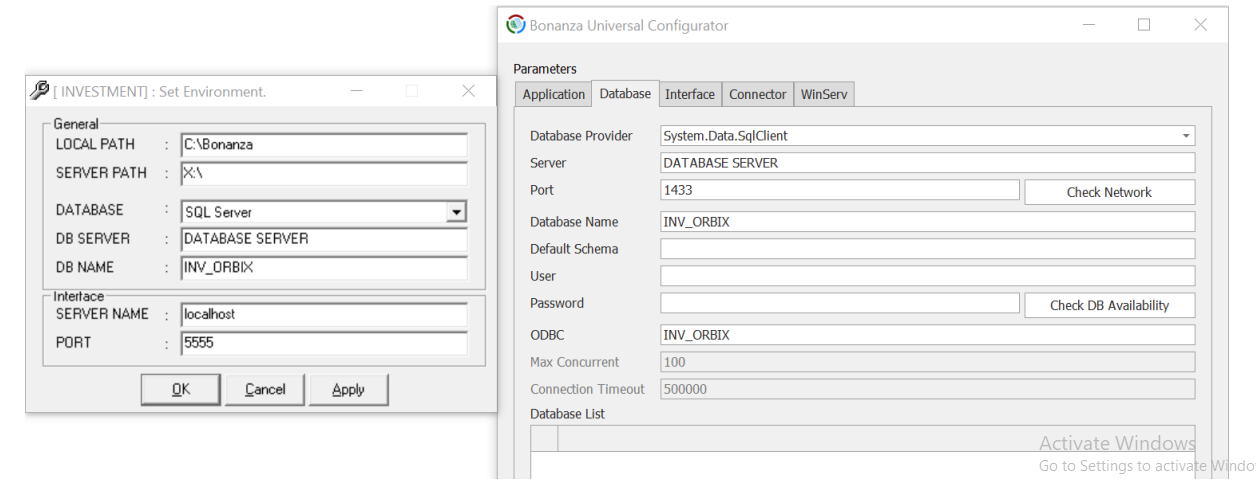 [ INVESTMENT] : Set Environment.
General
LOCAL PATH : C:\Bonanza
SERVER PATH : X:\
DATABASE : SQL Server
DB SERVER : DATABASE SERVER
DB NAME : INV_ORBIX
Interface
SERVER NAME : localhost
PORT : 5555
OK Cancel Apply
Bonanza Universal Configurator
Parameters
Application Database Interface Connector WinServ
Database Provider System.Data.SqlClient
Server DATABASE SERVER
Port 1433 Check Network
Database Name INV_ORBIX
Default Schema
User
Password Check DB Availability
ODBC INV_ORBIX
Max Concurrent 100
Connection Timeout 500000
Database List
Activate Windows
Go to Settings to activate Windo